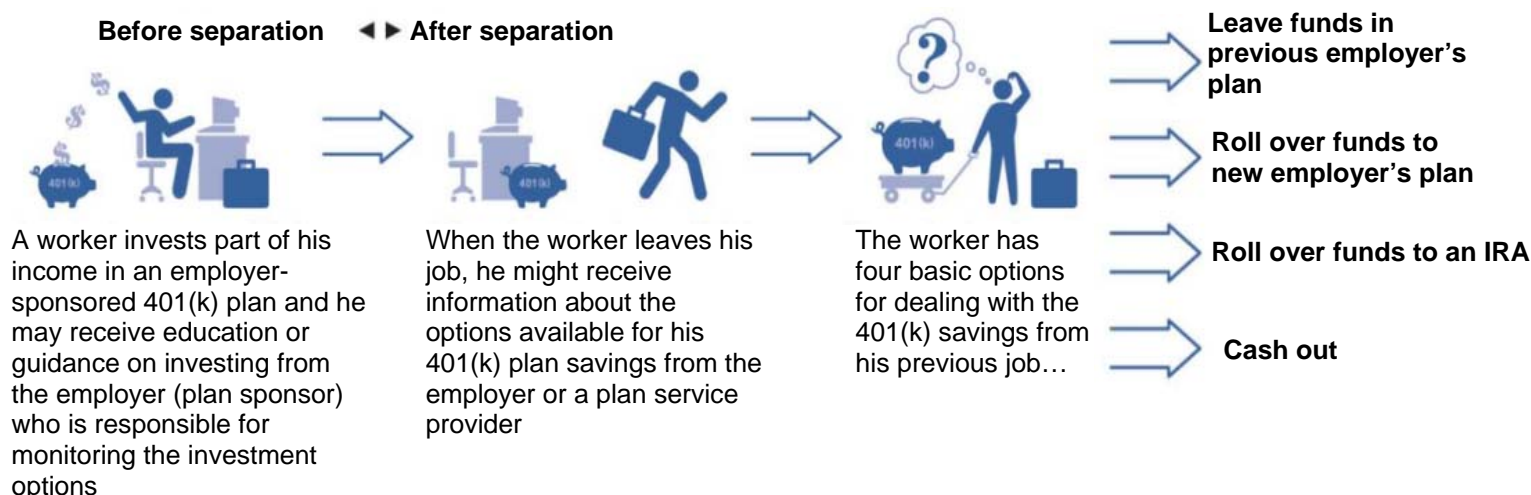 Before separation ◄ ► After separation
$
$
$
401(k)
401(k)
?
401(k)
A worker invests part of his
income in an employer-
sponsored 401(k) plan and he
may receive education or
guidance on investing from
the employer (plan sponsor)
who is responsible for
monitoring the investment
options
When the worker leaves his
job, he might receive
information about the
options available for his
401(k) plan savings from the
employer or a plan service
provider
The worker has
four basic options
for dealing with the
401(k) savings from
his previous job…
Leave funds in
previous employer’s
plan
Roll over funds to
new employer’s plan
Roll over funds to an IRA
Cash out